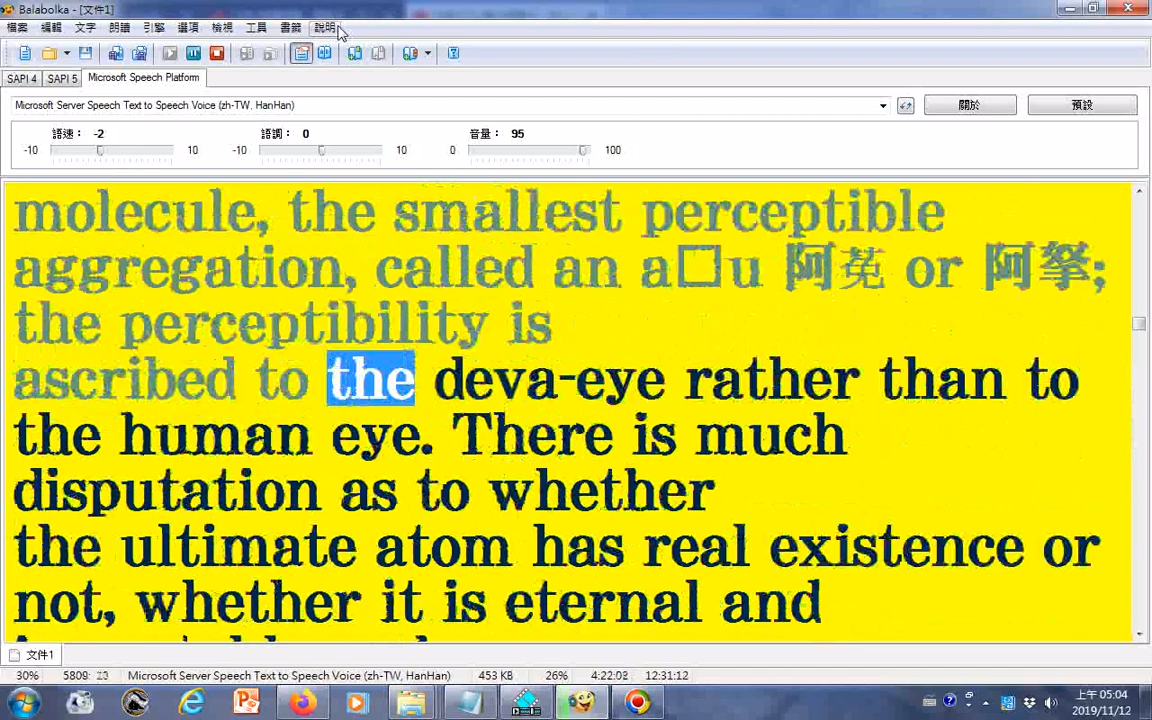 Balabolka - [文件1]
檔案 編輯 文字 朗讀 引擎 選項 檢視 工具 書籤 說明
SAPI 4 SAPI 5 Microsoft Speech Platform
Microsoft Server Speech Text to Speech Voice (zh-TW, HanHan) 關於 預設
語速： -2 語調： 0 音量： 95
-10 10 -10 10 0 100
molecule, the smallest perceptible
aggregation, called an a□u 阿莬 or 阿拏;
the perceptibility is
ascribed to the deva-eye rather than to
the human eye. There is much
disputation as to whether
the ultimate atom has real existence or
not, whether it is eternal and
文件1
30% Microsoft Server Speech Text to Speech Voice (zh-TW, HanHan) 453 KB 26% 4:22:02 12:31:12
上午 05:04
2019/11/12